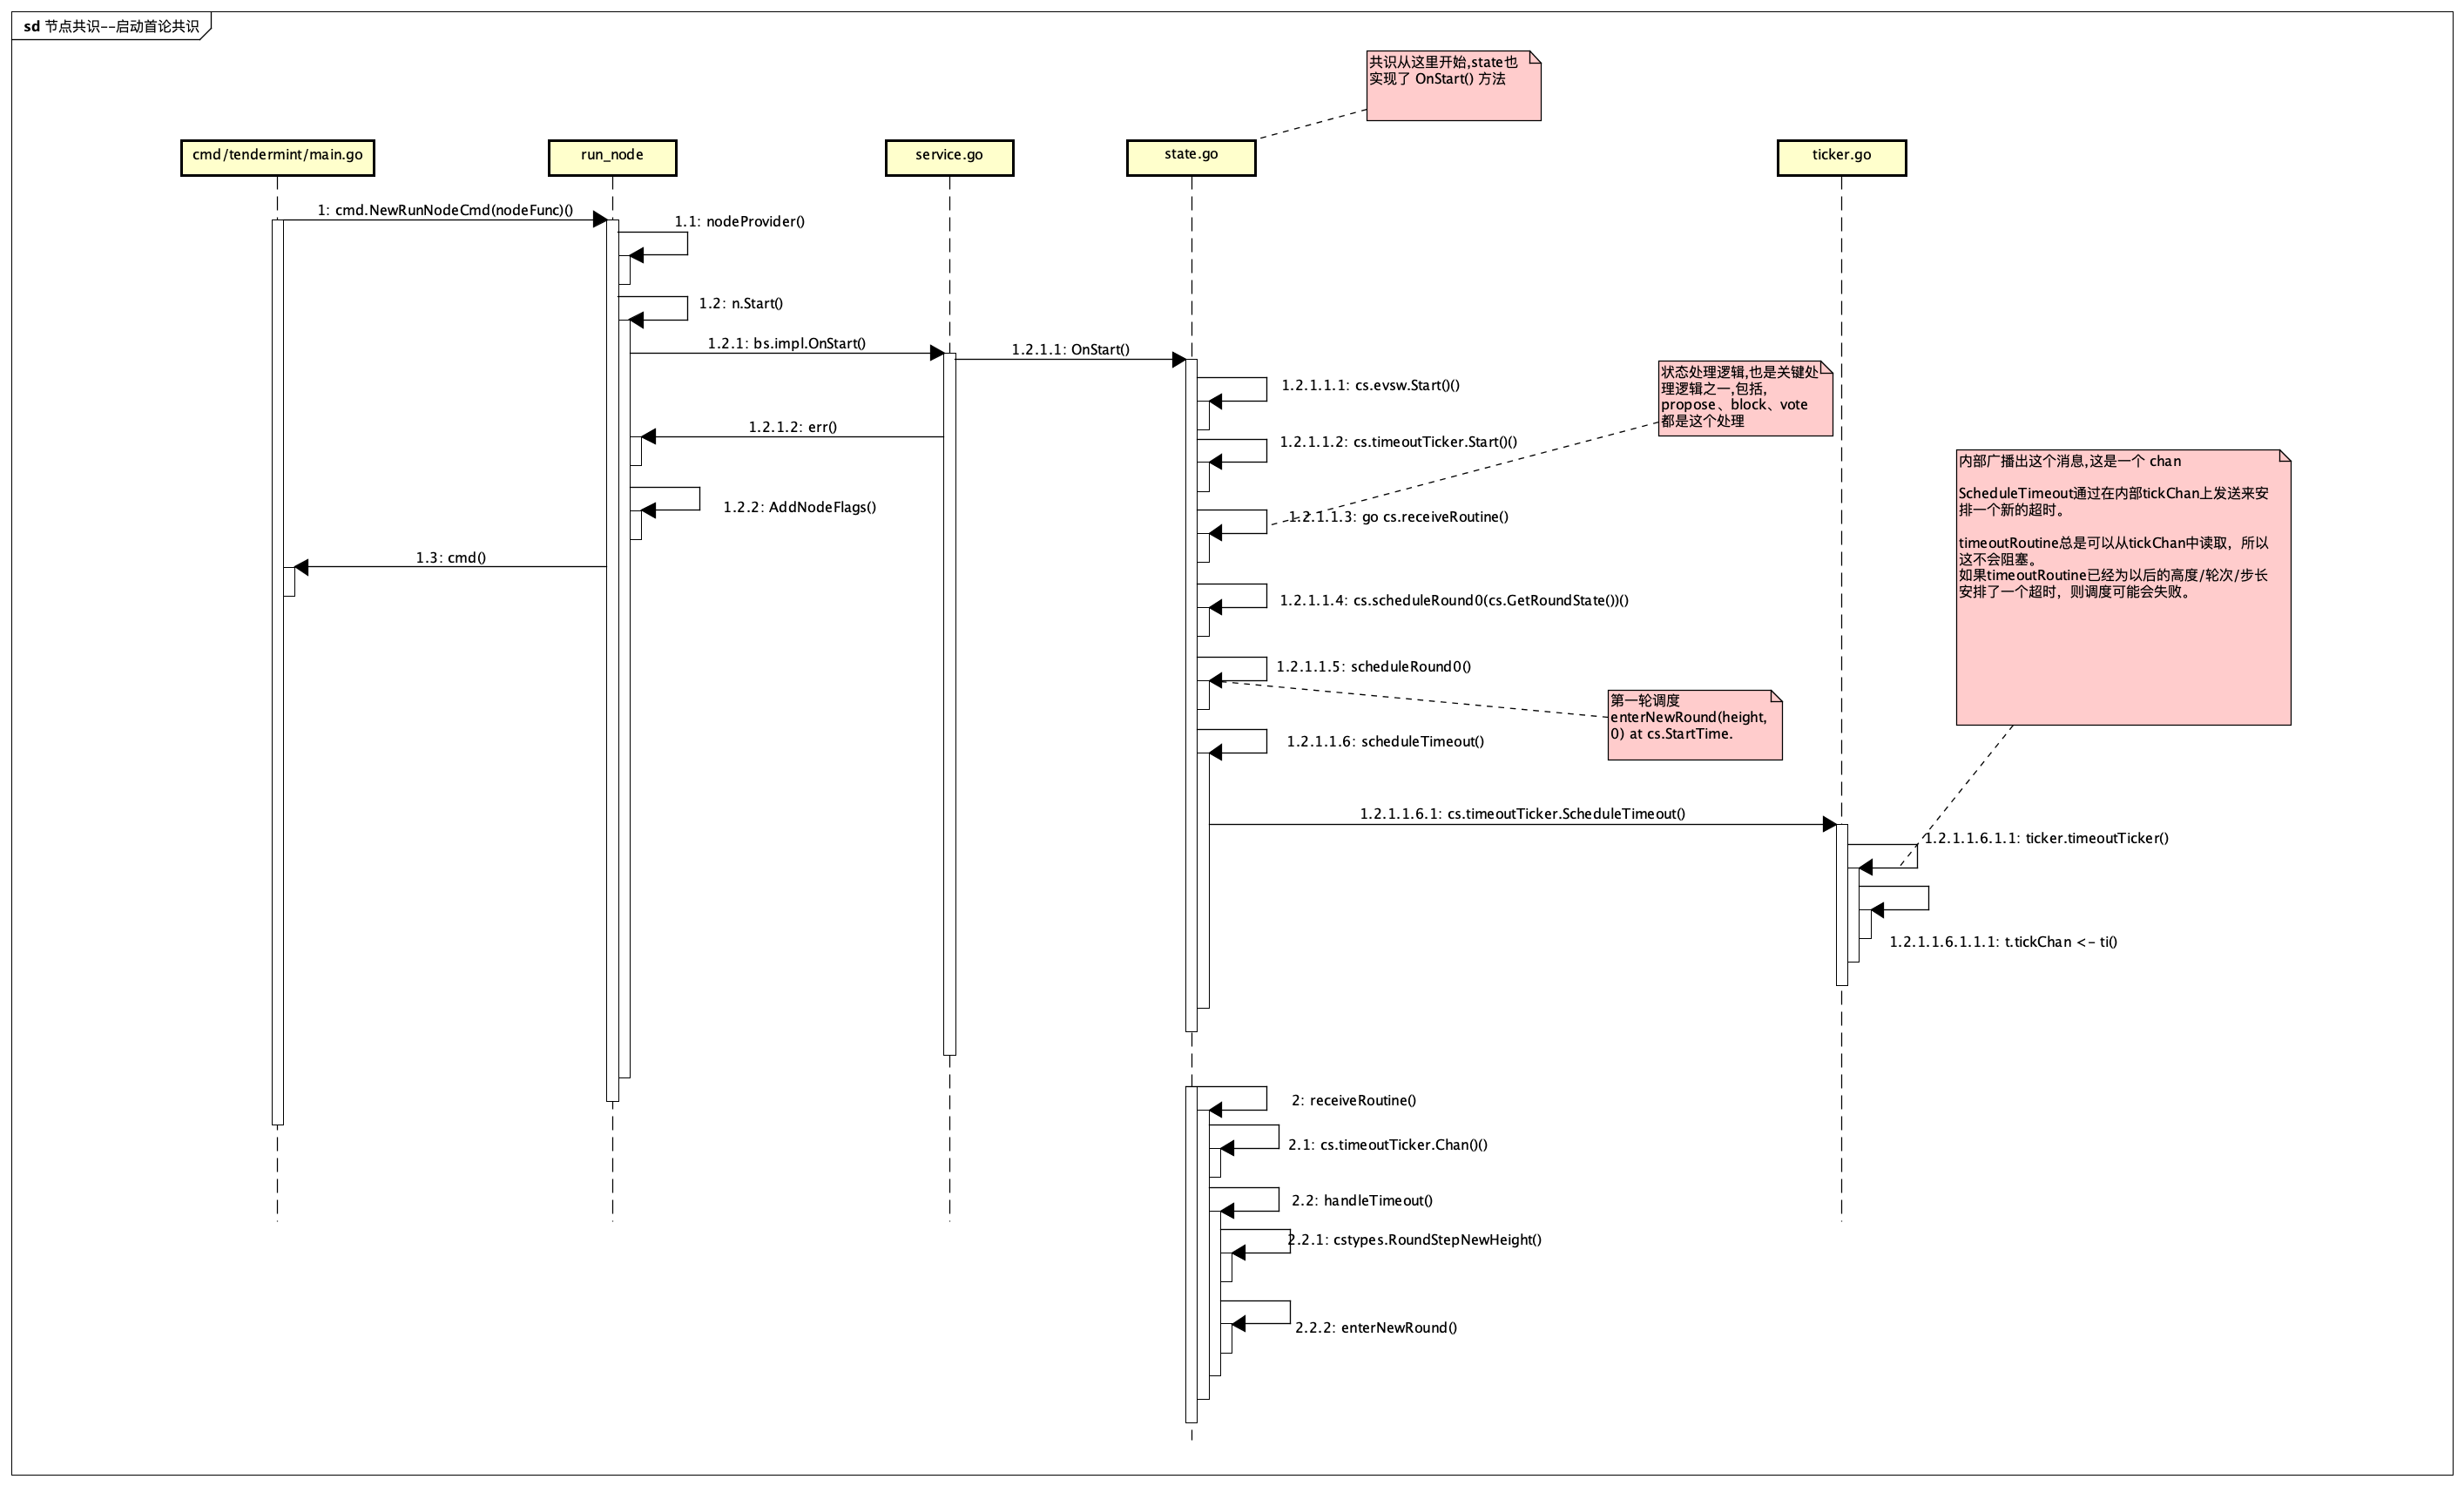 sd 节点共识--启动首论共识
共识从这里开始,state也
实现了 OnStart() 方法
cmd/tendermint/main.go
run_node
service.go
state.go
ticker.go
1: cmd.NewRunNodeCmd(nodeFunc)()
1.1: nodeProvider()
1.2: n.Start()
1.2.1: bs.impl.OnStart()
1.2.1.1: OnStart()
1.2.1.1.1: cs.evsw.Start()()
状态处理逻辑,也是关键处
理逻辑之一,包括,
propose、block、vote
都是这个处理
1.2.1.2: err()
1.2.1.1.2: cs.timeoutTicker.Start()()
内部广播出这个消息,这是一个 chan
ScheduleTimeout通过在内部tickChan上发送来安
排一个新的超时。
timeoutRoutine总是可以从tickChan中读取，所以
这不会阻塞。
如果timeoutRoutine已经为以后的高度/轮次/步长
安排了一个超时，则调度可能会失败。
1.2.2: AddNodeFlags()
1.2.1.1.3: go cs.receiveRoutine()
1.3: cmd()
1.2.1.1.4: cs.scheduleRound0(cs.GetRoundState())()
1.2.1.1.5: scheduleRound0()
第一轮调度
enterNewRound(height,
0) at cs.StartTime.
1.2.1.1.6: scheduleTimeout()
1.2.1.1.6.1: cs.timeoutTicker.ScheduleTimeout()
1.2.1.1.6.1.1: ticker.timeoutTicker()
1.2.1.1.6.1.1.1: t.tickChan <- ti()
2: receiveRoutine()
2.1: cs.timeoutTicker.Chan()()
2.2: handleTimeout()
2.2.1: cstypes.RoundStepNewHeight()
2.2.2: enterNewRound()